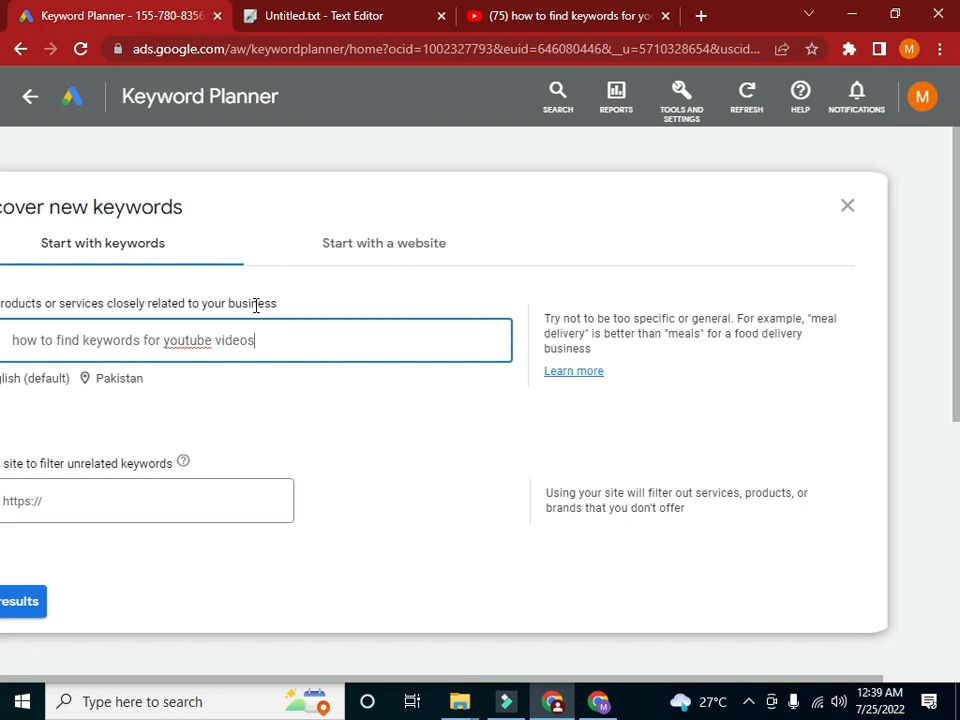 Keyword Planner - 155-780-8356
Untitled.txt - Text Editor
(75) how to find keywords for yo
ads.google.com/aw/keywordplanner/home?ocid=1002327793&euid=646080446&__u=5710328654&uscid...
M
Keyword Planner
SEARCH
REPORTS
TOOLS AND
SETTINGS
REFRESH
HELP
NOTIFICATIONS
M
cover new keywords
Start with keywords
Start with a website
roducts or services closely related to your business
how to find keywords for youtube videos
Try not to be too specific or general. For example, "meal
delivery" is better than "meals" for a food delivery
business
Learn more
lish (default)
Pakistan
site to filter unrelated keywords
https://
Using your site will filter out services, products, or
brands that you don't offer
results
Type here to search
M
27°C
12:39 AM
7/25/2022